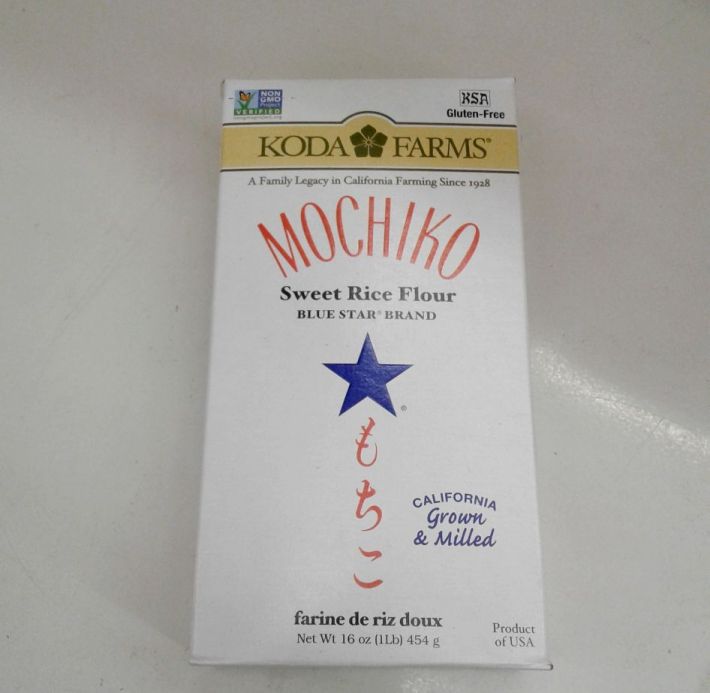 NON
GMO
Project
VERIFIED
KSA
Gluten-Free
KODA FARMS®
A Family Legacy in California Farming Since 1928
MOCHIKO
Sweet Rice Flour
BLUE STAR® BRAND
®
もちこ
CALIFORNIA
Grown
& Milled
farine de riz doux
Net Wt 16 oz (1Lb) 454 g
Product
of USA